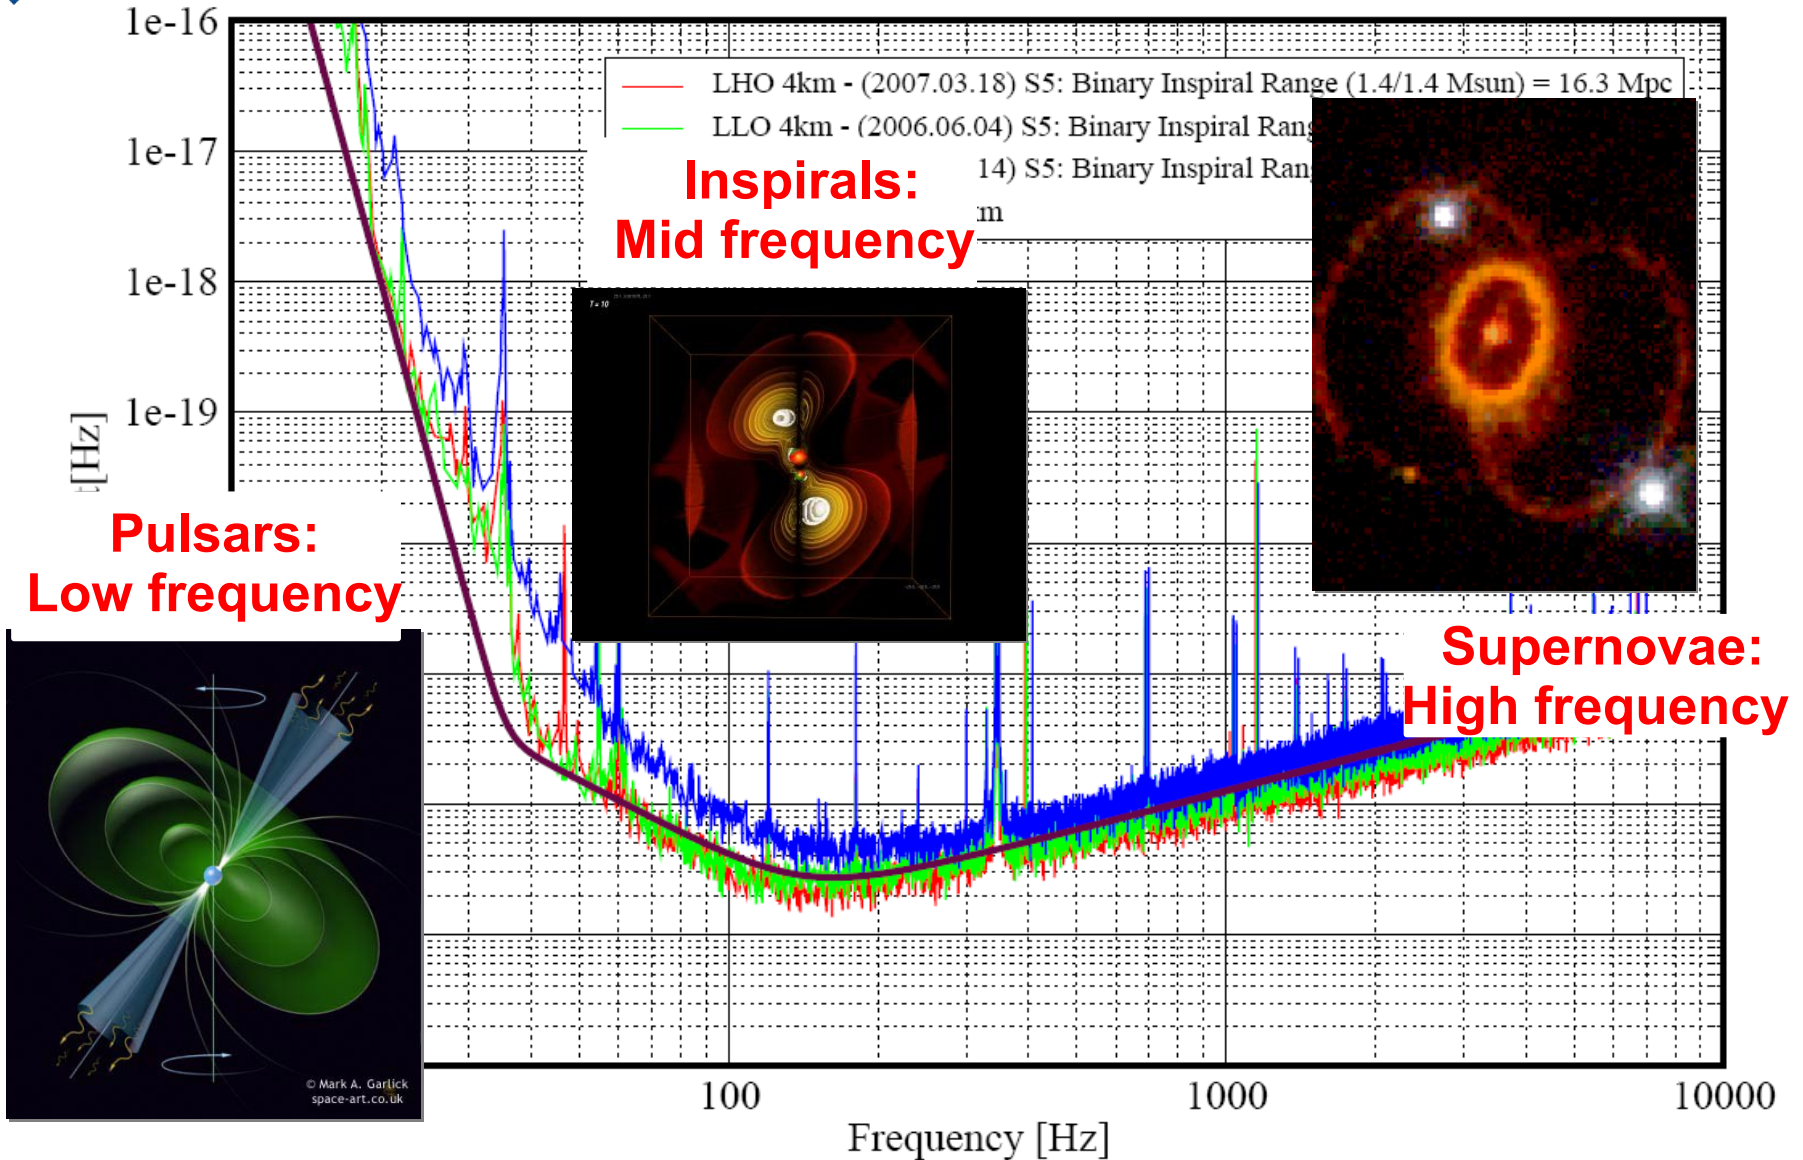 1e-16
LHO 4km - (2007.03.18) S5: Binary Inspiral Range (1.4/1.4 Msun) = 16.3 Mpc
LLO 4km - (2006.06.04) S5: Binary Inspiral
1e-17
14) S5: Binary Inspiral
Inspirals:
Mid frequency
1e-18
T = 10
1e-19
[Hz]
Pulsars:
Low frequency
Supernovae:
High frequency
© Mark A. Garlick
space-art.co.uk
100
1000
10000
Frequency [Hz]